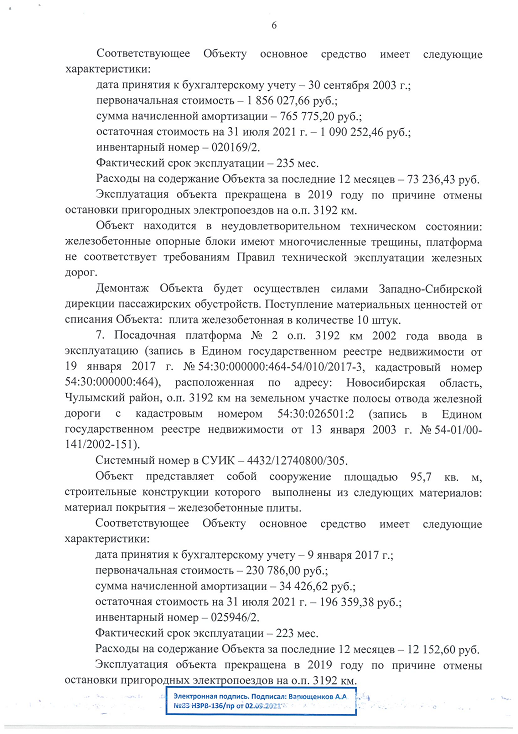 6
Соответствующее Объекту основное средство имеет следующие
характеристики:
дата принятия к бухгалтерскому учету – 30 сентября 2003 г.;
первоначальная стоимость – 1 856 027,66 руб.;
сумма начисленной амортизации – 765 775,20 руб.;
остаточная стоимость на 31 июля 2021 г. – 1 090 252,46 руб.;
инвентарный номер – 020169/2.
Фактический срок эксплуатации – 235 мес.
Расходы на содержание Объекта за последние 12 месяцев – 73 236,43 руб.
Эксплуатация объекта прекращена в 2019 году по причине отмены
остановки пригородных электропоездов на о.п. 3192 км.
Объект находится в неудовлетворительном техническом состоянии:
железобетонные опорные блоки имеют многочисленные трещины, платформа
не соответствует требованиям Правил технической эксплуатации железных
дорог.
Демонтаж Объекта будет осуществлен силами Западно-Сибирской
дирекции пассажирских обустройств. Поступление материальных ценностей от
списания Объекта: плита железобетонная в количестве 10 штук.
7. Посадочная платформа № 2 о.п. 3192 км 2002 года ввода в
эксплуатацию (запись в Едином государственном реестре недвижимости от
19 января 2017 г. № 54:30:000000:464-54/010/2017-3, кадастровый номер
54:30:000000:464), расположенная по адресу: Новосибирская область,
Чулымский район, о.п. 3192 км на земельном участке полосы отвода железной
дороги с кадастровым номером 54:30:026501:2 (запись в Едином
государственном реестре недвижимости от 13 января 2003 г. № 54-01/00-
141/2002-151).
Системный номер в СУИК – 4432/12740800/305.
Объект представляет собой сооружение площадью 95,7 кв. м,
строительные конструкции которого выполнены из следующих материалов:
материал покрытия – железобетонные плиты.
Соответствующее Объекту основное средство имеет следующие
характеристики:
дата принятия к бухгалтерскому учету – 9 января 2017 г.;
первоначальная стоимость – 230 786,00 руб.;
сумма начисленной амортизации – 34 426,62 руб.;
остаточная стоимость на 31 июля 2021 г. – 196 359,38 руб.;
инвентарный номер – 025946/2.
Фактический срок эксплуатации – 223 мес.
Расходы на содержание Объекта за последние 12 месяцев – 12 152,60 руб.
Эксплуатация объекта прекращена в 2019 году по причине отмены
остановки пригородных электропоездов на о.п. 3192 км.
Электронная подпись. Подписал: Валющенков А.А
№ИЗ НЗРВ-136/пр от 02.09.2021